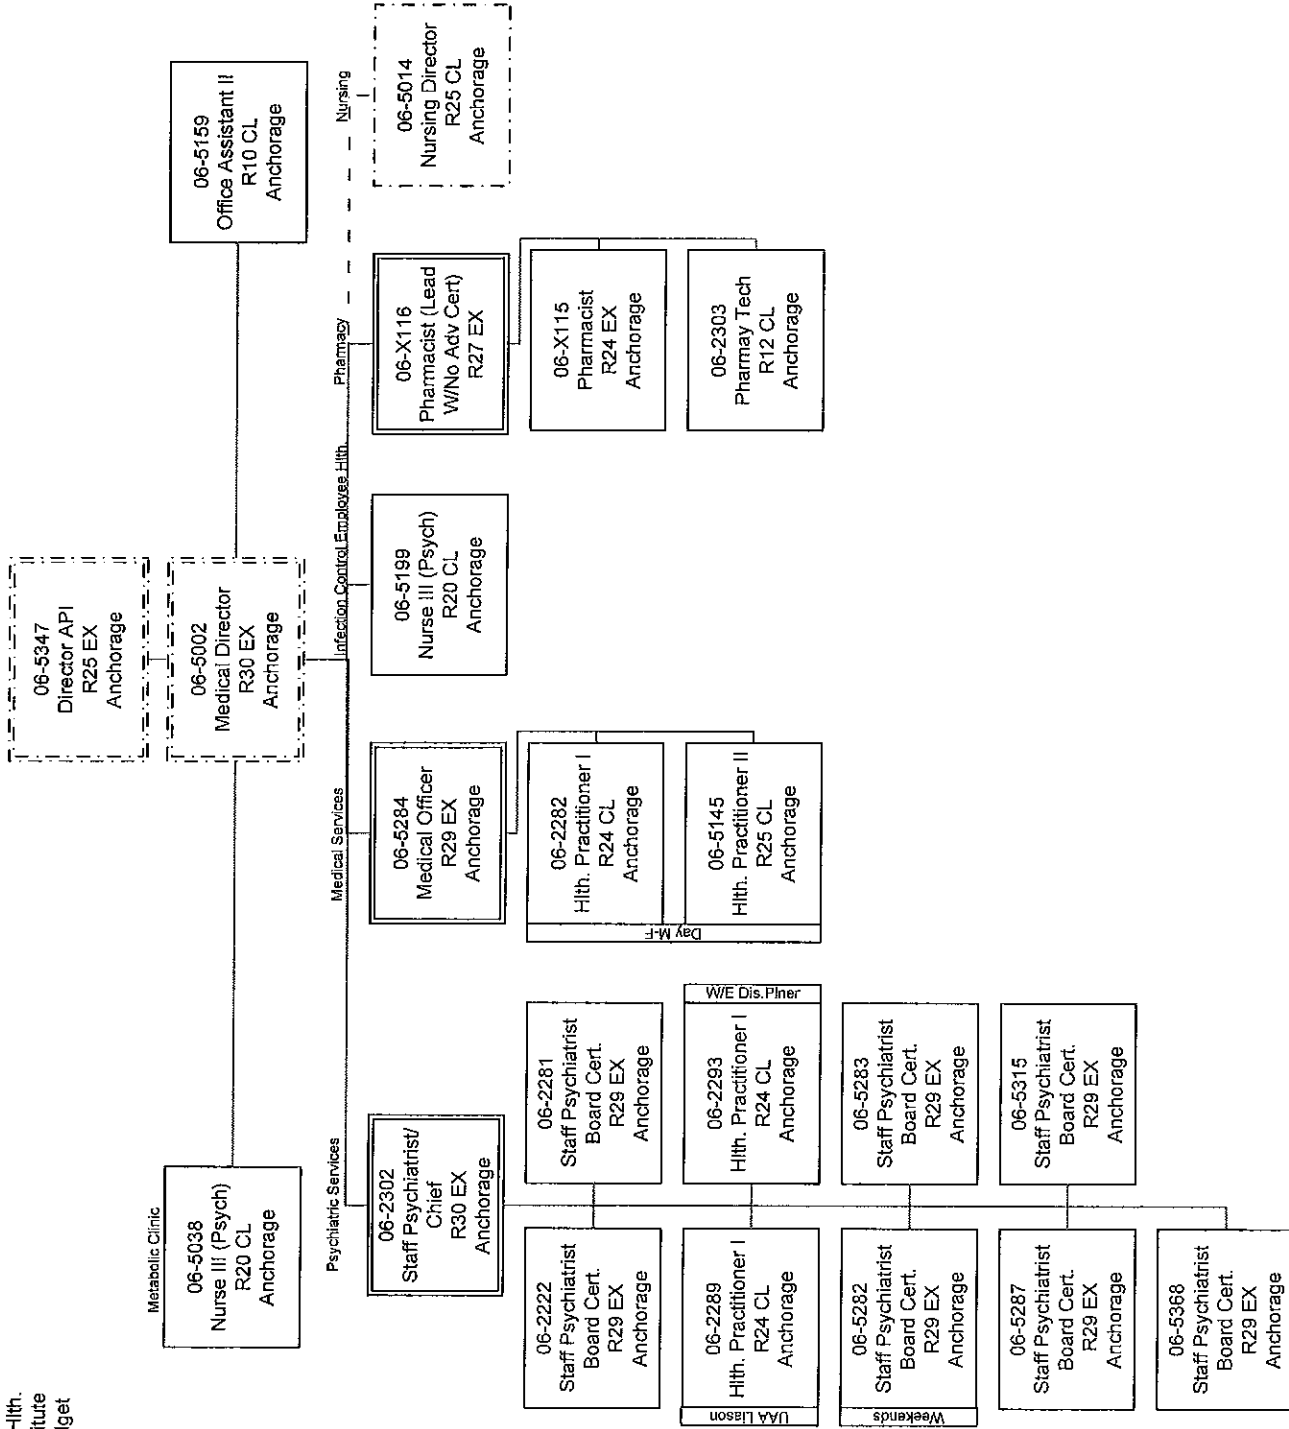 Hlth.
itute
lget
06-5347
Director API
R25 EX
Anchorage
06-5002
Medical Director
R30 EX
Anchorage
Metabolic Clinic
06-5038
Nurse III (Psych)
R20 CL
Anchorage
06-5159
Office Assistant II
R10 CL
Anchorage
Psychiatric Services
06-2302
Staff Psychiatrist/
Chief
R30 EX
Anchorage
06-2222
Staff Psychiatrist
Board Cert.
R29 EX
Anchorage
06-2281
Staff Psychiatrist
Board Cert.
R29 EX
Anchorage
UAA Liason
06-2289
Hlth. Practitioner I
R24 CL
Anchorage
06-2293
Hlth. Practitioner I
R24 CL
Anchorage
W/E Dis.Plner
Weekends
06-5282
Staff Psychiatrist
Board Cert.
R29 EX
Anchorage
06-5283
Staff Psychiatrist
Board Cert.
R29 EX
Anchorage
06-5287
Staff Psychiatrist
Board Cert.
R29 EX
Anchorage
06-5315
Staff Psychiatrist
Board Cert.
R29 EX
Anchorage
06-5368
Staff Psychiatrist
Board Cert.
R29 EX
Anchorage
Medical Services
06-5284
Medical Officer
R29 EX
Anchorage
Day M-F
06-2282
Hlth. Practitioner I
R24 CL
Anchorage
06-5145
Hlth. Practitioner II
R25 CL
Anchorage
Infection Control Employee Hlth.
06-5199
Nurse III (Psych)
R20 CL
Anchorage
Pharmacy
06-X116
Pharmacist (Lead
W/No Adv Cert)
R27 EX
06-X115
Pharmacist
R24 EX
Anchorage
06-2303
Pharmay Tech
R12 CL
Anchorage
Nursing
06-5014
Nursing Director
R25 CL
Anchorage